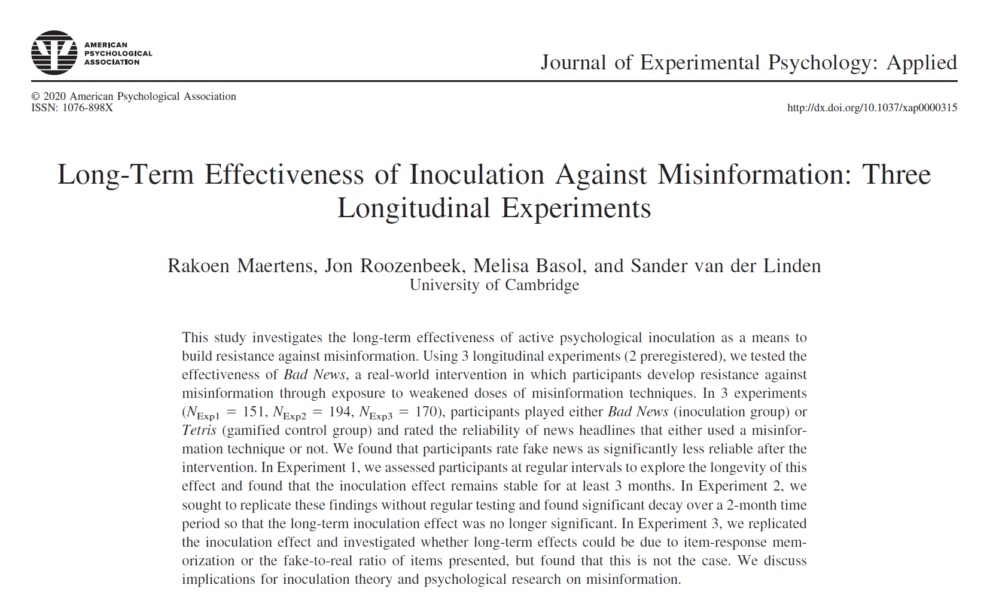 AMERICAN
PSYCHOLOGICAL
ASSOCIATION
Journal of Experimental Psychology: Applied
© 2020 American Psychological Association
ISSN: 1076-898X
http://dx.doi.org/10.1037/xap0000315
Long-Term Effectiveness of Inoculation Against Misinformation: Three
Longitudinal Experiments
Rakoen Maertens, Jon Roozenbeek, Melisa Basol, and Sander van der Linden
University of Cambridge
This study investigates the long-term effectiveness of active psychological inoculation as a means to
build resistance against misinformation. Using 3 longitudinal experiments (2 preregistered), we tested the
effectiveness of Bad News, a real-world intervention in which participants develop resistance against
misinformation through exposure to weakened doses of misinformation techniques. In 3 experiments
(NExp1 = 151, NExp2 = 194, NExp3 = 170), participants played either Bad News (inoculation group) or
Tetris (gamified control group) and rated the reliability of news headlines that either used a misinfor-
mation technique or not. We found that participants rate fake news as significantly less reliable after the
intervention. In Experiment 1, we assessed participants at regular intervals to explore the longevity of this
effect and found that the inoculation effect remains stable for at least 3 months. In Experiment 2, we
sought to replicate these findings without regular testing and found significant decay over a 2-month time
period so that the long-term inoculation effect was no longer significant. In Experiment 3, we replicated
the inoculation effect and investigated whether long-term effects could be due to item-response mem-
orization or the fake-to-real ratio of items presented, but found that this is not the case. We discuss
implications for inoculation theory and psychological research on misinformation.